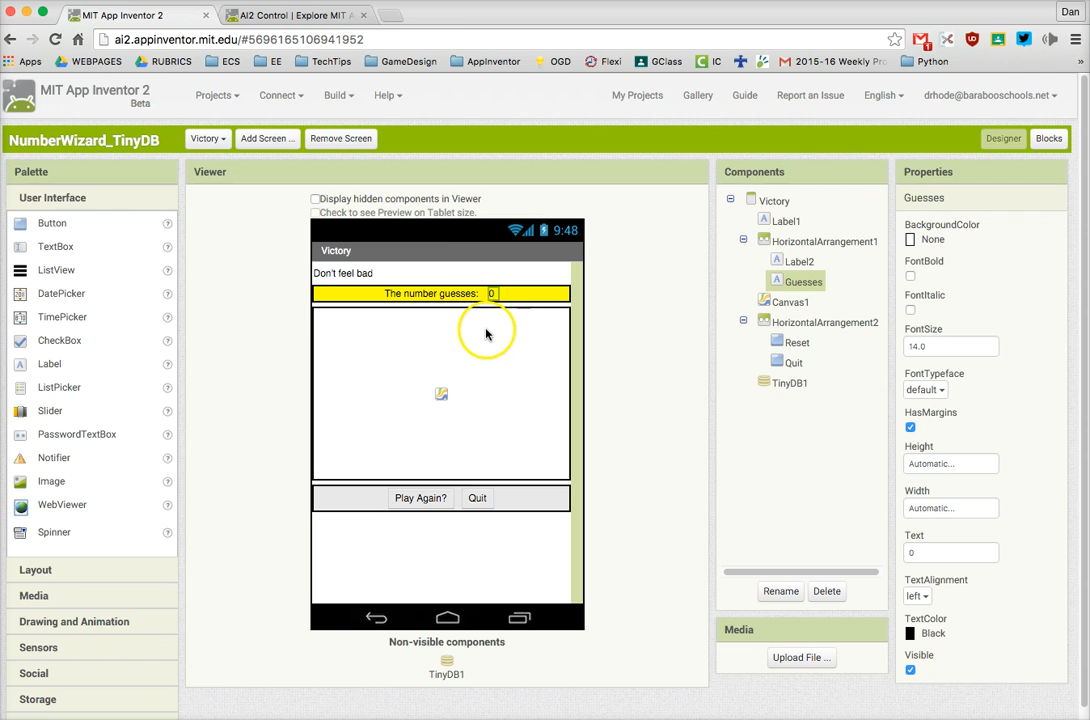 MIT App Inventor 2
AI2 Control | Explore MIT A
Dan
ai2.appinventor.mit.edu/#5696165106941952
Apps WEBPAGES RUBRICS ECS EE TechTips GameDesign AppInventor OGD Flexi GClass IC 2015-16 Weekly Pro Python
MIT App Inventor 2
Beta
Projects Connect Build Help My Projects Gallery Guide Report an Issue English drhode@barabooschools.net
NumberWizard_TinyDB Victory Add Screen ... Remove Screen Designer Blocks
Palette
User Interface
Button ?
TextBox ?
ListView ?
DatePicker ?
TimePicker ?
CheckBox ?
Label ?
ListPicker ?
Slider ?
PasswordTextBox ?
Notifier ?
Image ?
WebViewer ?
Spinner ?
Layout
Media
Drawing and Animation
Sensors
Social
Storage
Viewer
Display hidden components in Viewer
Check to see Preview on Tablet size.
9:48
Victory
Don't feel bad
The number guesses: 0
Play Again? Quit
Non-visible components
TinyDB1
Components
Victory
Label1
HorizontalArrangement1
Label2
Guesses
Canvas1
HorizontalArrangement2
Reset
Quit
TinyDB1
Rename Delete
Media
Upload File ...
Properties
Guesses
BackgroundColor
None
FontBold
FontItalic
FontSize
14.0
FontTypeface
default
HasMargins
Height
Automatic...
Width
Automatic...
Text
0
TextAlignment
left
TextColor
Black
Visible